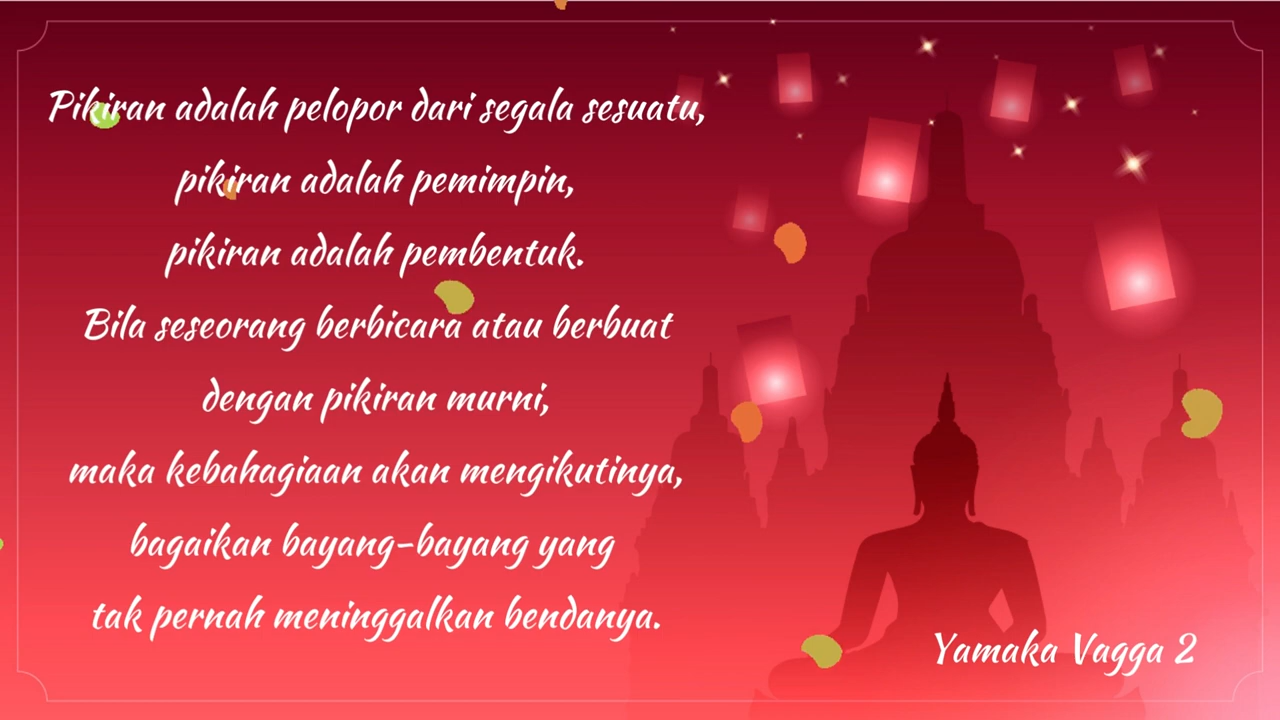 Pikiran adalah pelopor dari segala sesuatu,
pikiran adalah pemimpin,
pikiran adalah pembentuk.
Bila seseorang berbicara atau berbuat
dengan pikiran murni,
maka kebahagiaan akan mengikutinya,
bagaikan bayang-bayang yang
tak pernah meninggalkan bendanya.
Yamaka Vagga 2